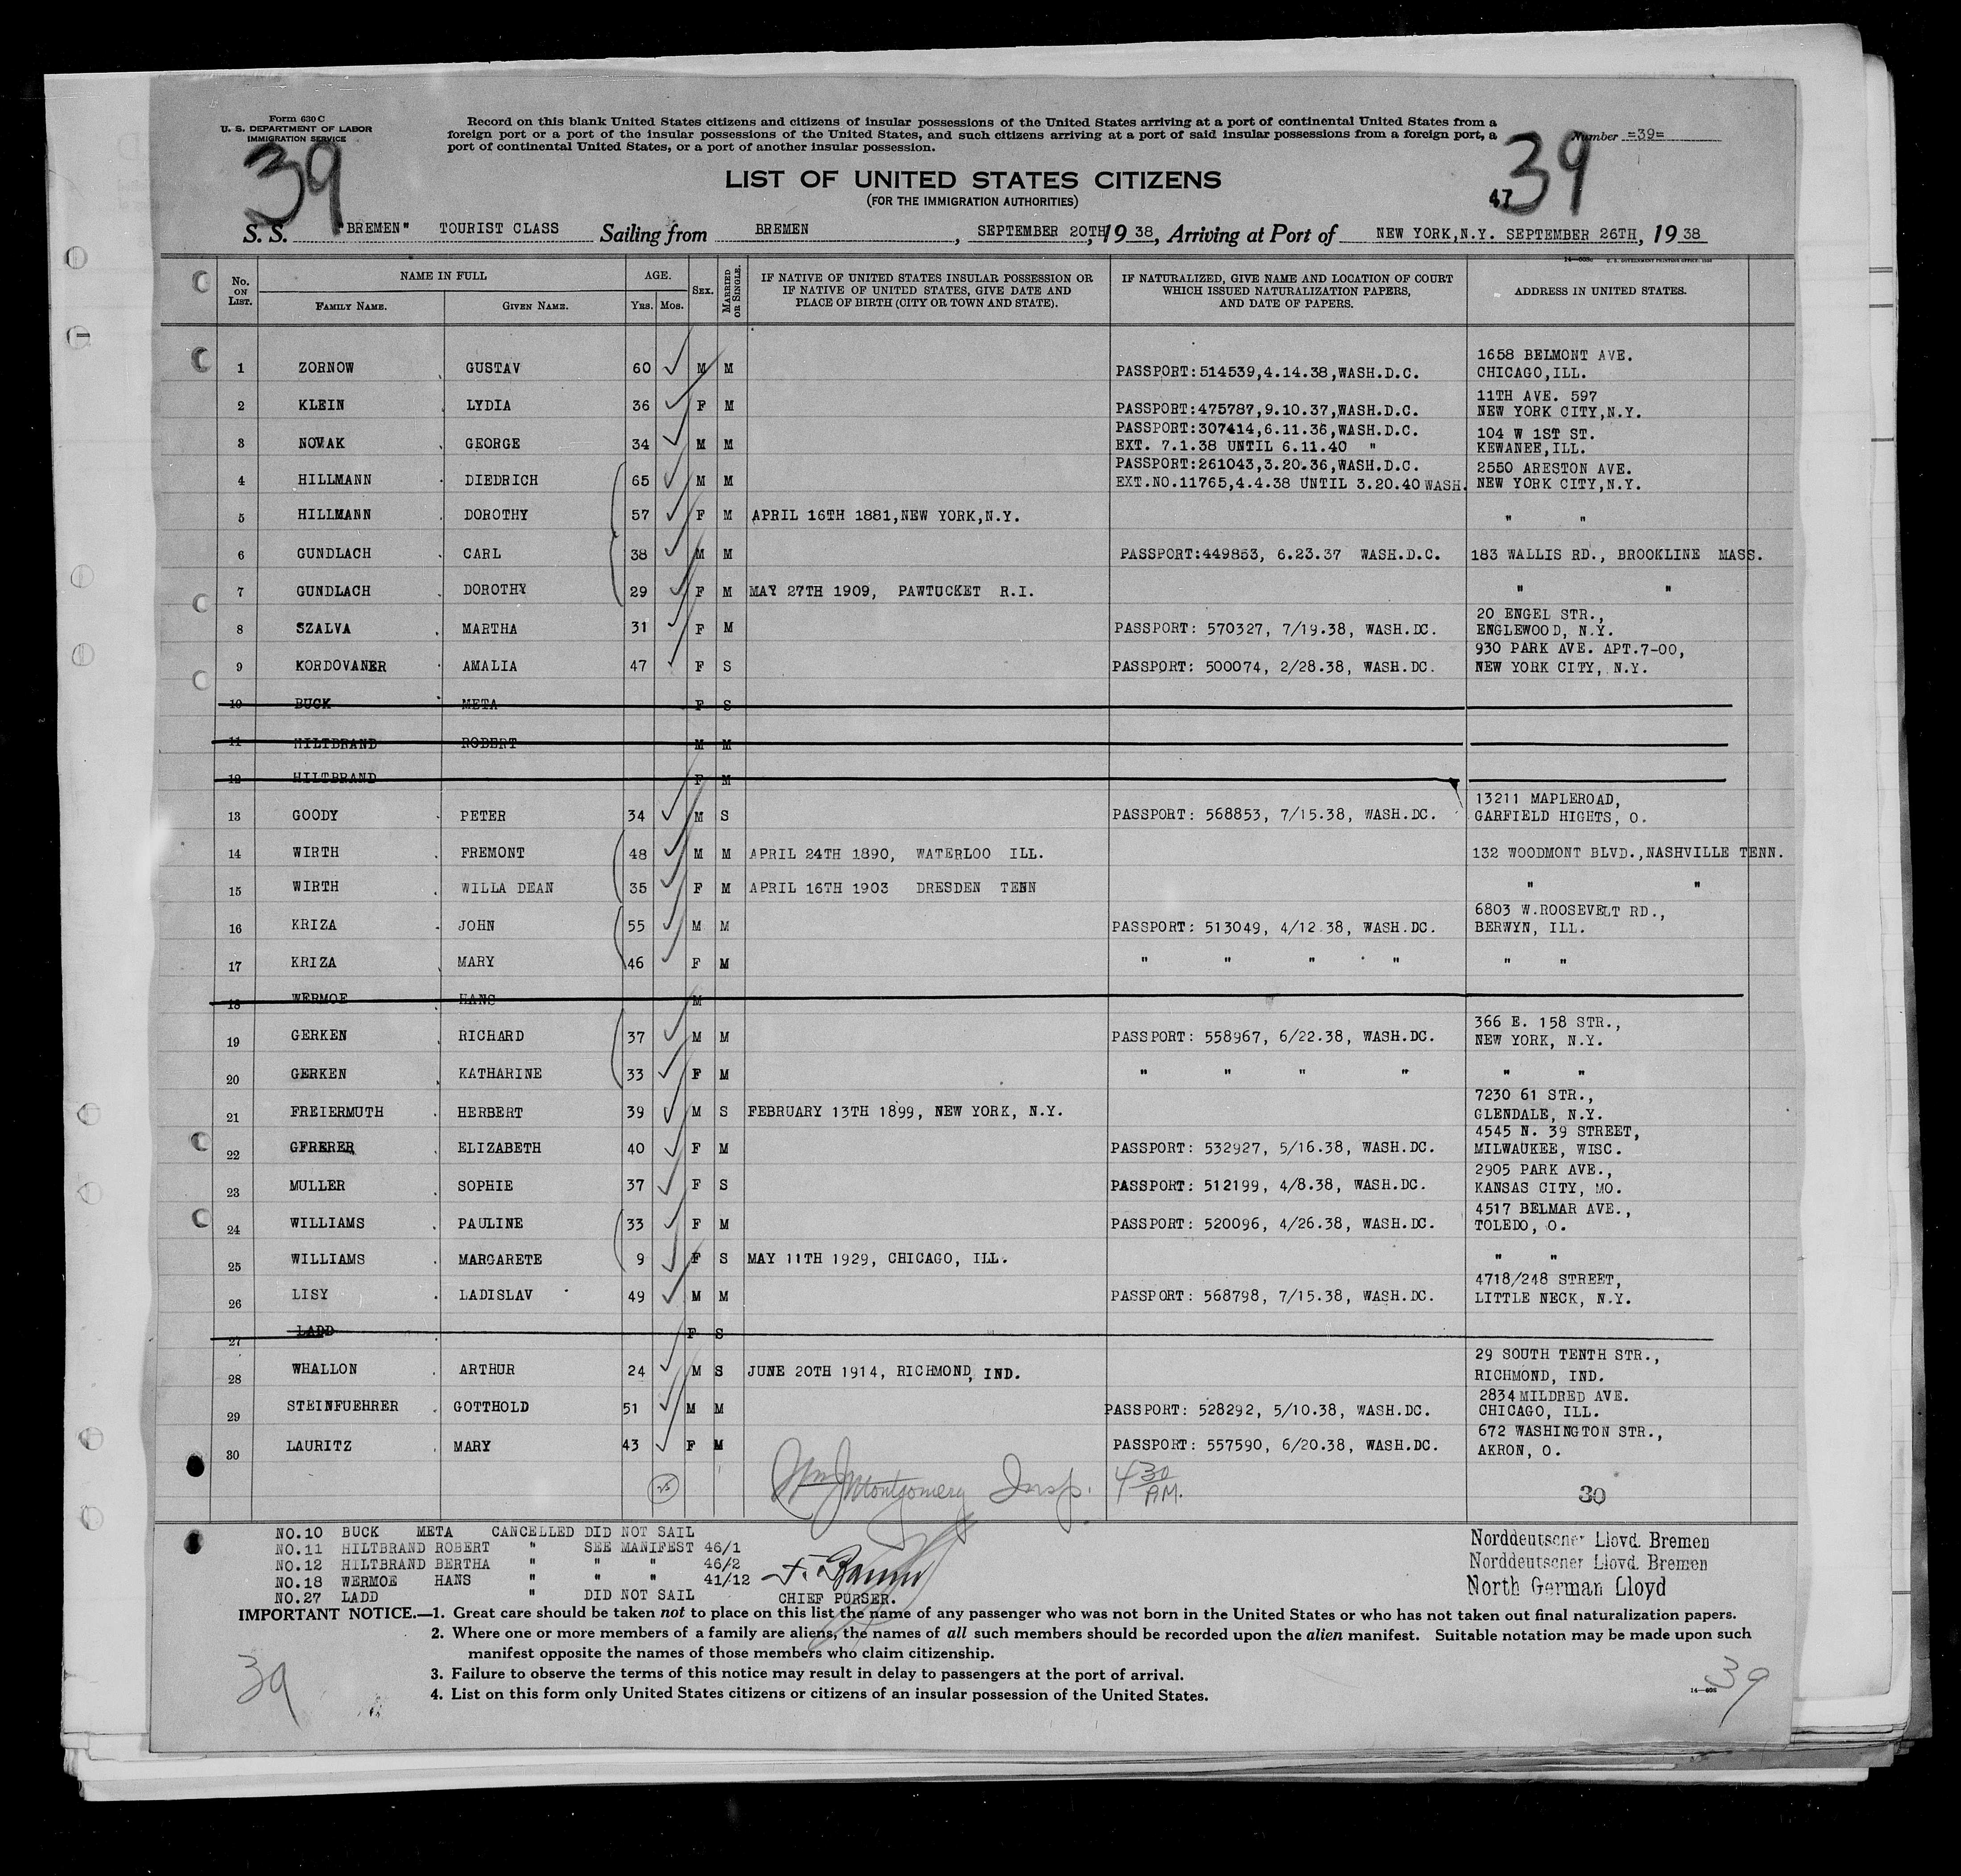 Form 630 C
U. S. DEPARTMENT OF LABOR
IMMIGRATION SERVICE
39
Record on this blank United States citizens and citizens of insular possessions of the United States arriving at a port of continental United States from a
foreign port or a port of the insular possessions of the United States, and such citizens arriving at a port of said insular possessions from a foreign port, a
port of continental United States, or a port of another insular possession.
Number =39=
47 39
LIST OF UNITED STATES CITIZENS
(FOR THE IMMIGRATION AUTHORITIES)
S. S. "BREMEN" TOURIST CLASS Sailing from BREMEN, SEPTEMBER 20TH, 1938, Arriving at Port of NEW YORK,N.Y. SEPTEMBER 26TH, 1938
No. ON LIST. NAME IN FULL FAMILY NAME. GIVEN NAME. AGE. YRS. MOS. SEX. MARRIED OR SINGLE. IF NATIVE OF UNITED STATES INSULAR POSSESSION OR IF NATIVE OF UNITED STATES, GIVE DATE AND PLACE OF BIRTH (CITY OR TOWN AND STATE). IF NATURALIZED, GIVE NAME AND LOCATION OF COURT WHICH ISSUED NATURALIZATION PAPERS, AND DATE OF PAPERS. ADDRESS IN UNITED STATES.
1 ZORNOW GUSTAV 60 M M PASSPORT:514539,4.14.38,WASH.D.C. 1658 BELMONT AVE. CHICAGO,ILL.
2 KLEIN LYDIA 36 F M PASSPORT:475787,9.10.37,WASH.D.C. 11TH AVE. 597 NEW YORK CITY,N.Y.
3 NOVAK GEORGE 34 M M PASSPORT:307414,6.11.36,WASH.D.C. EXT. 7.1.38 UNTIL 6.11.40 " 104 W 1ST ST. KEWANEE,ILL.
4 HILLMANN DIEDRICH 65 M M PASSPORT:261043,3.20.36,WASH.D.C. EXT.NO.11765,4.4.38 UNTIL 3.20.40 WASH. 2550 ARESTON AVE. NEW YORK CITY,N.Y.
5 HILLMANN DOROTHY 57 F M APRIL 16TH 1881,NEW YORK,N.Y. " "
6 GUNDLACH CARL 38 M M PASSPORT:449853, 6.23.37 WASH.D.C. 183 WALLIS RD., BROOKLINE MASS.
7 GUNDLACH DOROTHY 29 F M MAY 27TH 1909, PAWTUCKET R.I. " "
8 SZALVA MARTHA 31 F M PASSPORT: 570327, 7/19.38, WASH.DC. 20 ENGEL STR., ENGLEWOOD, N.Y.
9 KORDOVANER AMALIA 47 F S PASSPORT: 500074, 2/28.38, WASH.DC. 930 PARK AVE. APT.7-00, NEW YORK CITY, N.Y.
10 BUCK META F S
11 HILTBRAND ROBERT M M
12 HILTBRAND F M
13 GOODY PETER 34 M S PASSPORT: 568853, 7/15.38, WASH.DC. 13211 MAPLEROAD, GARFIELD HIGHTS, O.
14 WIRTH FREMONT 48 M M APRIL 24TH 1890, WATERLOO ILL. 132 WOODMONT BLVD.,NASHVILLE TENN.
15 WIRTH WILLA DEAN 35 F M APRIL 16TH 1903 DRESDEN TENN " "
16 KRIZA JOHN 55 M M PASSPORT: 513049, 4/12.38, WASH.DC. 6803 W.ROOSEVELT RD., BERWYN, ILL.
17 KRIZA MARY 46 F M " " " " " "
18 WERMOE HANS M
19 GERKEN RICHARD 37 M M PASSPORT: 558967, 6/22.38, WASH.DC. 366 E. 158 STR., NEW YORK, N.Y.
20 GERKEN KATHARINE 33 F M " " " " " "
21 FREIERMUTH HERBERT 39 M S FEBRUARY 13TH 1899, NEW YORK, N.Y. 7230 61 STR., GLENDALE, N.Y.
22 GFRERER ELIZABETH 40 F M PASSPORT: 532927, 5/16.38, WASH.DC. 4545 N. 39 STREET, MILWAUKEE, WISC.
23 MULLER SOPHIE 37 F S PASSPORT: 512199, 4/8.38, WASH.DC. 2905 PARK AVE., KANSAS CITY, MO.
24 WILLIAMS PAULINE 33 F M PASSPORT: 520096, 4/26.38, WASH.DC. 4517 BELMAR AVE., TOLEDO, O.
25 WILLIAMS MARGARETE 9 F S MAY 11TH 1929, CHICAGO, ILL. " "
26 LISY LADISLAV 49 M M PASSPORT: 568798, 7/15.38, WASH.DC. 4718/248 STREET, LITTLE NECK, N.Y.
27 LADD F S
28 WHALLON ARTHUR 24 M S JUNE 20TH 1914, RICHMOND, IND. 29 SOUTH TENTH STR., RICHMOND, IND.
29 STEINFUEHRER GOTTHOLD 51 M M PASSPORT: 528292, 5/10.38, WASH.DC. 2834 MILDRED AVE. CHICAGO, ILL.
30 LAURITZ MARY 43 F M PASSPORT: 557590, 6/20.38, WASH.DC. 672 WASHINGTON STR., AKRON, O.
25 Wm J Montgomery Insp. 4 30 A.M. 30
NO.10 BUCK META CANCELLED DID NOT SAIL
NO.11 HILTBRAND ROBERT " SEE MANIFEST 46/1
NO.12 HILTBRAND BERTHA " " " 46/2
NO.18 WERMOE HANS " " " 41/12
NO.27 LADD " DID NOT SAIL
CHIEF PURSER.
Norddeutscher Lloyd. Bremen
Norddeutscher Lloyd. Bremen
North German Lloyd
IMPORTANT NOTICE.—1. Great care should be taken not to place on this list the name of any passenger who was not born in the United States or who has not taken out final naturalization papers.
2. Where one or more members of a family are aliens, the names of all such members should be recorded upon the alien manifest. Suitable notation may be made upon such
manifest opposite the names of those members who claim citizenship.
3. Failure to observe the terms of this notice may result in delay to passengers at the port of arrival.
4. List on this form only United States citizens or citizens of an insular possession of the United States.
39
39